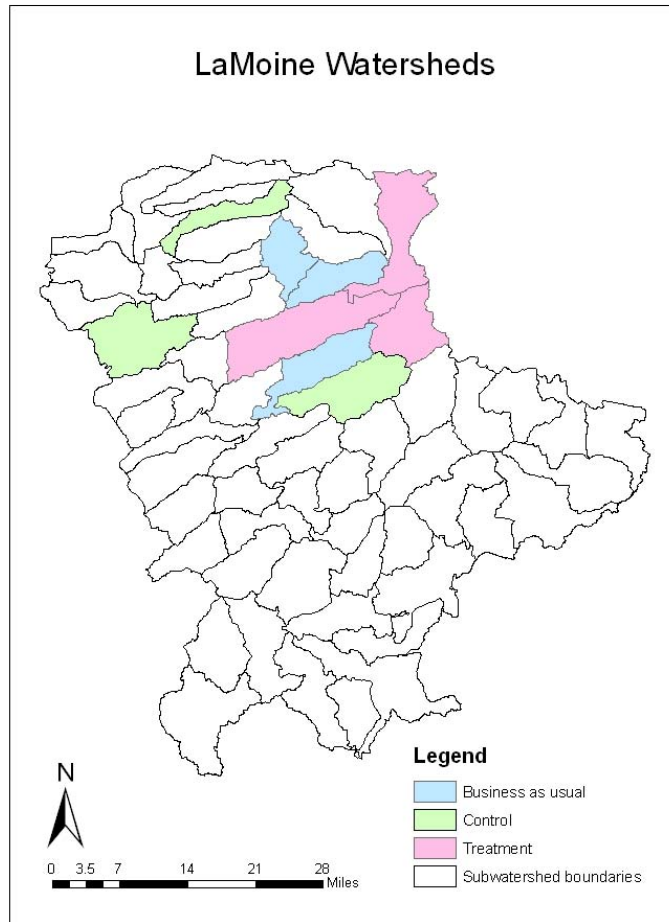 LaMoine Watersheds
Legend
Business as usual
Control
Treatment
Subwatershed boundaries
N
0 3.5 7 14 21 28
Miles